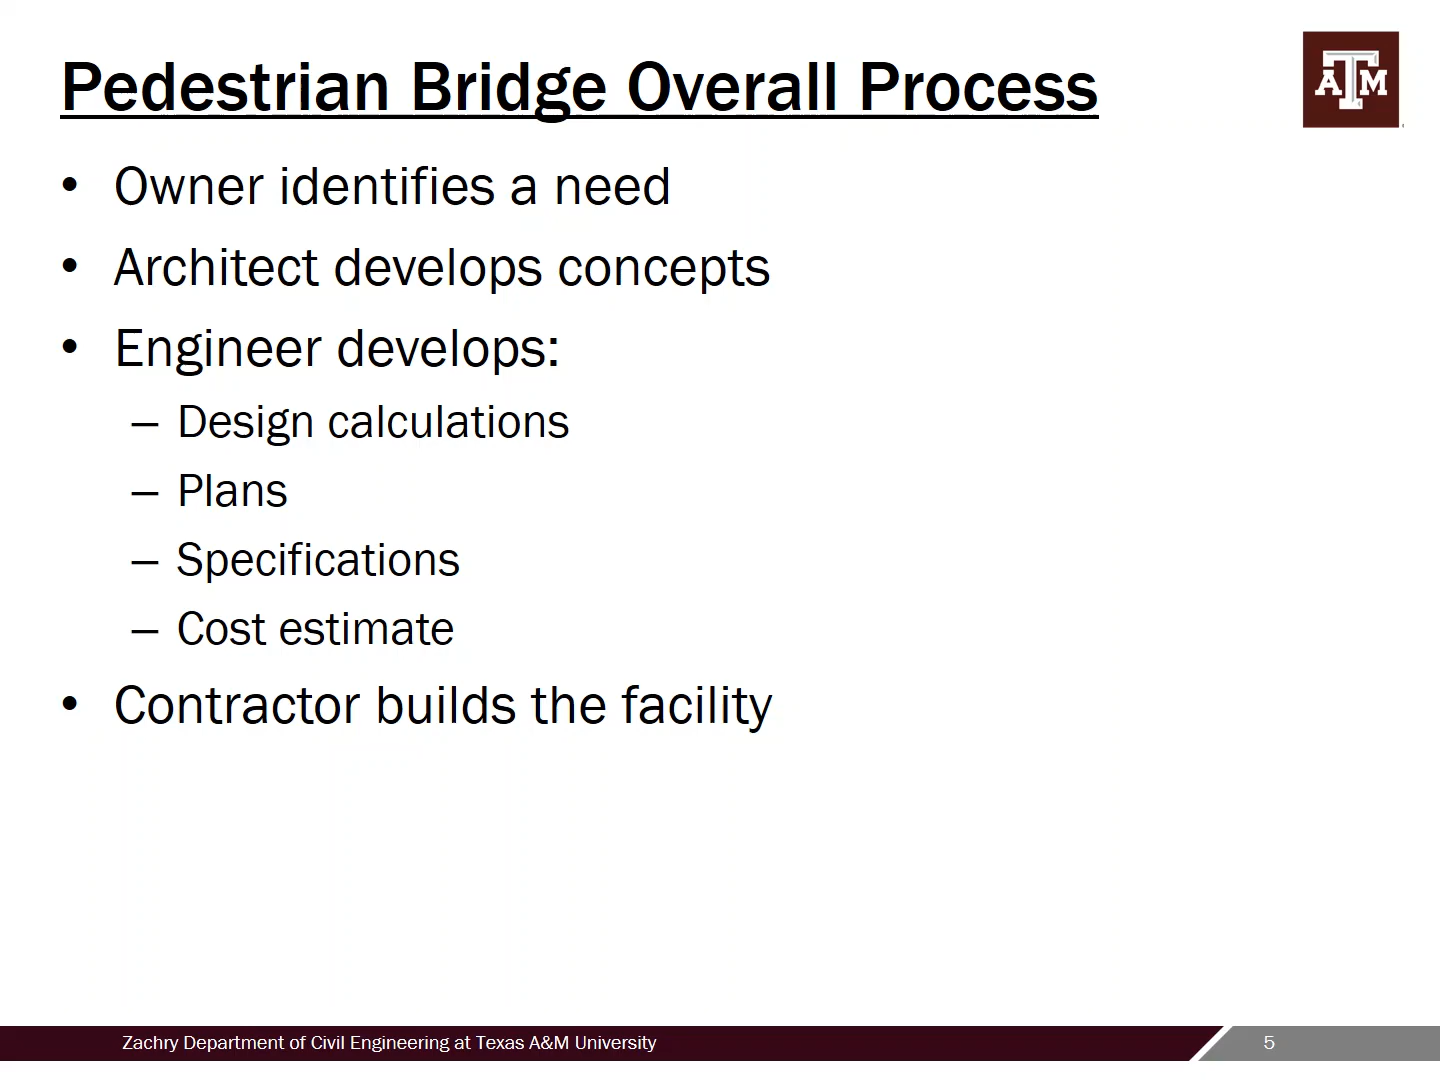 Pedestrian Bridge Overall Process
ATM
• Owner identifies a need
• Architect develops concepts
• Engineer develops:
– Design calculations
– Plans
– Specifications
– Cost estimate
• Contractor builds the facility
Zachry Department of Civil Engineering at Texas A&M University
5